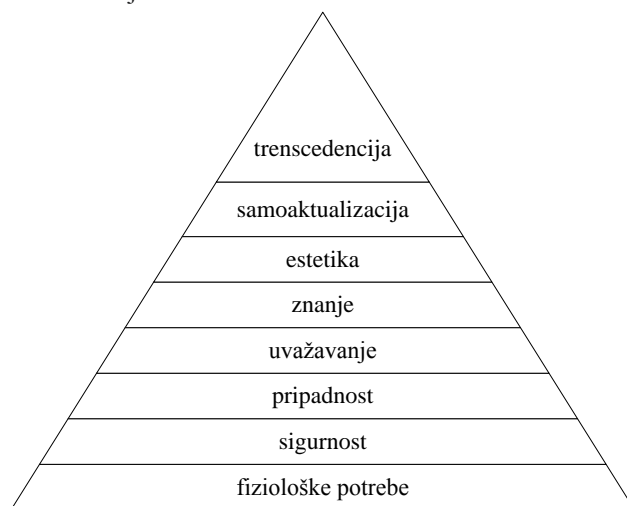 trenscedencija
samoaktualizacija
estetika
znanje
uvažavanje
pripadnost
sigurnost
fiziološke potrebe